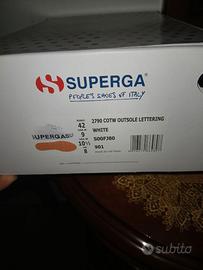 SUPERGA
PEOPLE'S SHOES OF ITALY
2790 COTW OUTSOLE LETTERING
WHITE
S00FJ80
901
SUPERGA
42
9
10½
8
subito